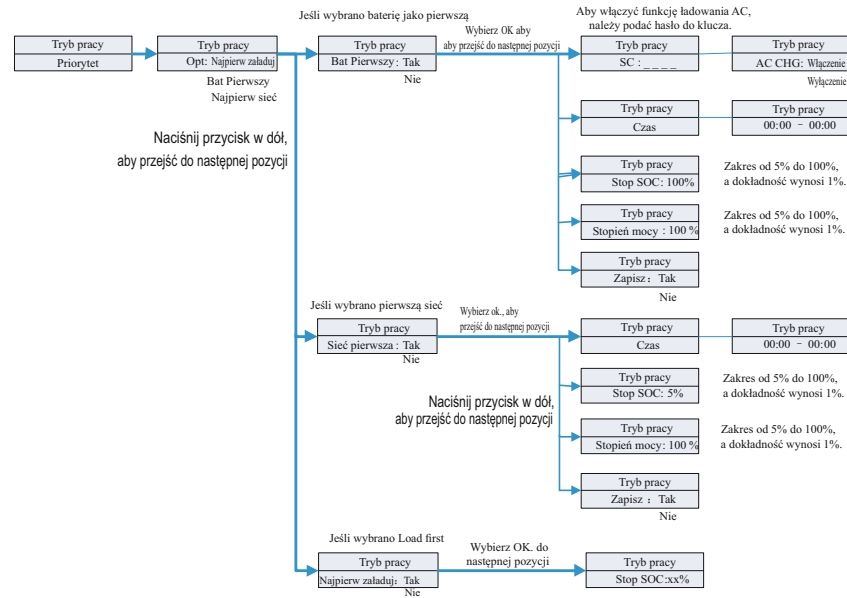 Jeśli wybrano baterię jako pierwszą
Aby włączyć funkcję ładowania AC,
należy podać hasło do klucza.
Wybierz OK aby
aby przejść do następnej pozycji
Tryb pracy
Priorytet
Tryb pracy
Opt: Najpierw załaduj
Bat Pierwszy
Najpierw sieć
Tryb pracy
Bat Pierwszy : Tak
Nie
Tryb pracy
SC : _ _ _ _
Tryb pracy
AC CHG: Włączenie
Wyłączenie
Naciśnij przycisk w dół,
aby przejść do następnej pozycji
Tryb pracy
Czas
Tryb pracy
00:00 - 00:00
Tryb pracy
Stop SOC: 100%
Zakres od 5% do 100%,
a dokładność wynosi 1%.
Tryb pracy
Stopień mocy : 100 %
Zakres od 5% do 100%,
a dokładność wynosi 1%.
Tryb pracy
Zapisz : Tak
Nie
Jeśli wybrano pierwszą sieć
Wybierz ok., aby
przejść do następnej pozycji
Tryb pracy
Sieć pierwsza : Tak
Nie
Tryb pracy
Czas
Tryb pracy
00:00 - 00:00
Naciśnij przycisk w dół,
aby przejść do następnej pozycji
Tryb pracy
Stop SOC: 5%
Zakres od 5% do 100%,
a dokładność wynosi 1%.
Tryb pracy
Stopień mocy: 100 %
Zakres od 5% do 100%,
a dokładność wynosi 1%.
Tryb pracy
Zapisz : Tak
Nie
Jeśli wybrano Load first
Wybierz OK. do
następnej pozycji
Tryb pracy
Najpierw załaduj: Tak
Nie
Tryb pracy
Stop SOC:xx%